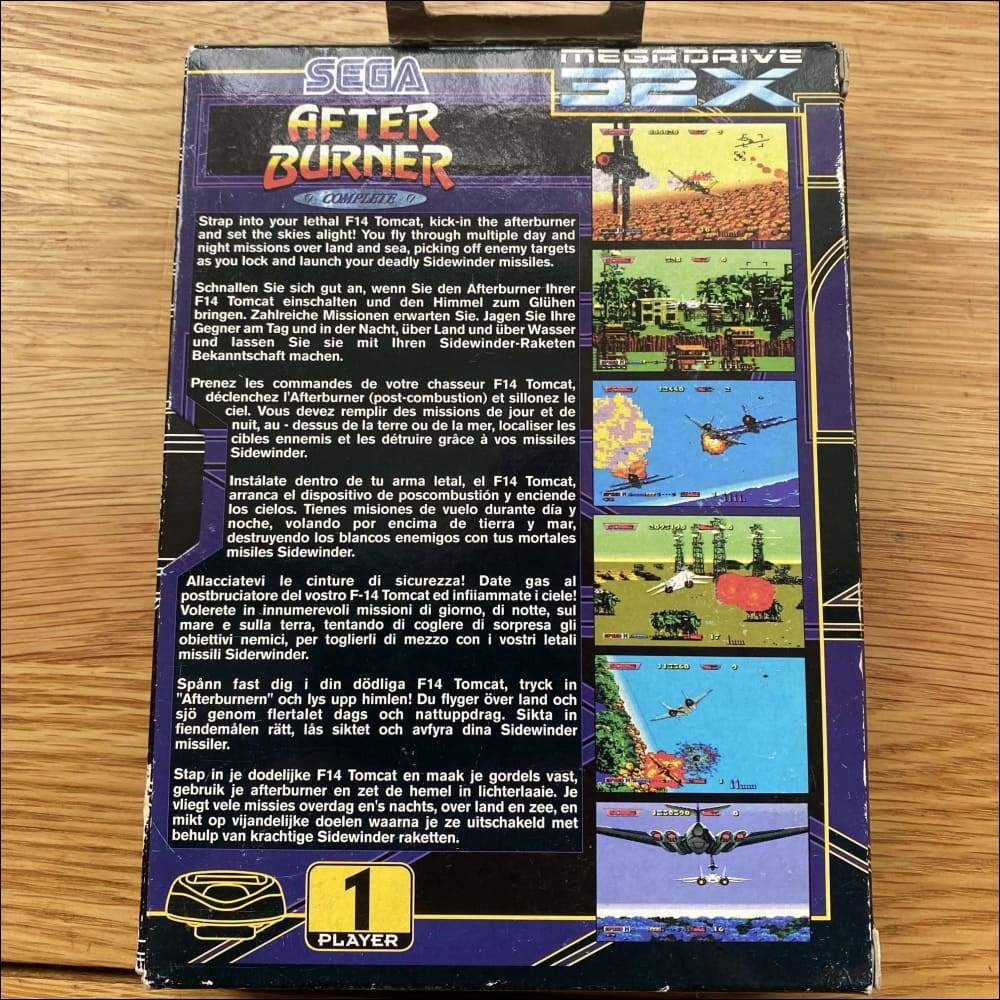 SEGA
MEGADRIVE
32X
AFTER
BURNER
COMPLETE
Strap into your lethal F14 Tomcat, kick-in the afterburner
and set the skies alight! You fly through multiple day and
night missions over land and sea, picking off enemy targets
as you lock and launch your deadly Sidewinder missiles.
Schnallen Sie sich gut an, wenn Sie den Afterburner Ihrer
F14 Tomcat einschalten und den Himmel zum Glühen
bringen. Zahlreiche Missionen erwarten Sie. Jagen Sie Ihre
Gegner am Tag und in der Nacht, über Land und über Wasser
und lassen Sie sie mit Ihren Sidewinder-Raketen
Bekanntschaft machen.
Prenez les commandes de votre chasseur F14 Tomcat,
déclenchez l'Afterburner (post-combustion) et sillonez le
ciel. Vous devez remplir des missions de jour et de
nuit, au - dessus de la terre ou de la mer, localiser les
cibles ennemis et les détruire grâce à vos missiles
Sidewinder.
Instálate dentro de tu arma letal, el F14 Tomcat,
arranca el dispositivo de poscombustión y enciende
los cielos. Tienes misiones de vuelo durante día y
noche, volando por encima de tierra y mar,
destruyendo los blancos enemigos con tus mortales
misiles Sidewinder.
Allacciatevi le cinture di sicurezza! Date gas al
postbruciatore del vostro F-14 Tomcat ed infiiammate i ciele!
Volerete in innumerevoli missioni di giorno, di notte, sul
mare e sulla terra, tentando di coglere di sorpresa gli
obiettivi nemici, per toglierli di mezzo con i vostri letali
missili Siderwinder.
Spånn fast dig i din dödliga F14 Tomcat, tryck in
"Afterburnern" och lys upp himlen! Du flyger över land och
sjö genom flertalet dags och nattuppdrag. Sikta in
fiendemålen rätt, lås siktet och avfyra dina Sidewinder
missiler.
Stap in je dodelijke F14 Tomcat en maak je gordels vast,
gebruik je afterburner en zet de hemel in lichterlaaie. Je
vliegt vele missies overdag en's nachts, over land en zee, en
mikt op vijandelijke doelen waarna je ze uitschakeld met
behulp van krachtige Sidewinder raketten.
1
PLAYER